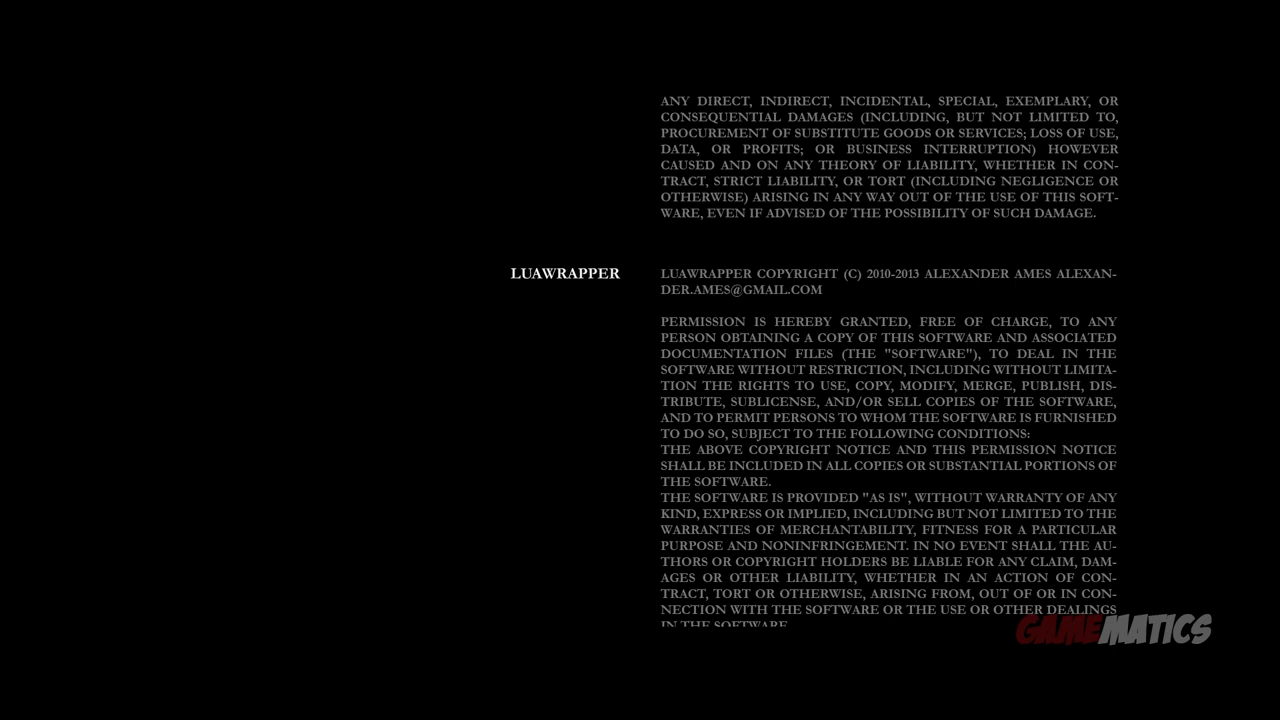 ANY DIRECT, INDIRECT, INCIDENTAL, SPECIAL, EXEMPLARY, OR
CONSEQUENTIAL DAMAGES (INCLUDING, BUT NOT LIMITED TO,
PROCUREMENT OF SUBSTITUTE GOODS OR SERVICES; LOSS OF USE,
DATA, OR PROFITS; OR BUSINESS INTERRUPTION) HOWEVER
CAUSED AND ON ANY THEORY OF LIABILITY, WHETHER IN CON-
TRACT, STRICT LIABILITY, OR TORT (INCLUDING NEGLIGENCE OR
OTHERWISE) ARISING IN ANY WAY OUT OF THE USE OF THIS SOFT-
WARE, EVEN IF ADVISED OF THE POSSIBILITY OF SUCH DAMAGE.
LUAWRAPPER
LUAWRAPPER COPYRIGHT (C) 2010-2013 ALEXANDER AMES ALEXAN-
DER.AMES@GMAIL.COM
PERMISSION IS HEREBY GRANTED, FREE OF CHARGE, TO ANY
PERSON OBTAINING A COPY OF THIS SOFTWARE AND ASSOCIATED
DOCUMENTATION FILES (THE "SOFTWARE"), TO DEAL IN THE
SOFTWARE WITHOUT RESTRICTION, INCLUDING WITHOUT LIMITA-
TION THE RIGHTS TO USE, COPY, MODIFY, MERGE, PUBLISH, DIS-
TRIBUTE, SUBLICENSE, AND/OR SELL COPIES OF THE SOFTWARE,
AND TO PERMIT PERSONS TO WHOM THE SOFTWARE IS FURNISHED
TO DO SO, SUBJECT TO THE FOLLOWING CONDITIONS:
THE ABOVE COPYRIGHT NOTICE AND THIS PERMISSION NOTICE
SHALL BE INCLUDED IN ALL COPIES OR SUBSTANTIAL PORTIONS OF
THE SOFTWARE.
THE SOFTWARE IS PROVIDED "AS IS", WITHOUT WARRANTY OF ANY
KIND, EXPRESS OR IMPLIED, INCLUDING BUT NOT LIMITED TO THE
WARRANTIES OF MERCHANTABILITY, FITNESS FOR A PARTICULAR
PURPOSE AND NONINFRINGEMENT. IN NO EVENT SHALL THE AU-
THORS OR COPYRIGHT HOLDERS BE LIABLE FOR ANY CLAIM, DAM-
AGES OR OTHER LIABILITY, WHETHER IN AN ACTION OF CON-
TRACT, TORT OR OTHERWISE, ARISING FROM, OUT OF OR IN CON-
NECTION WITH THE SOFTWARE OR THE USE OR OTHER DEALINGS
IN THE SOFTWARE
GAMEMATICS